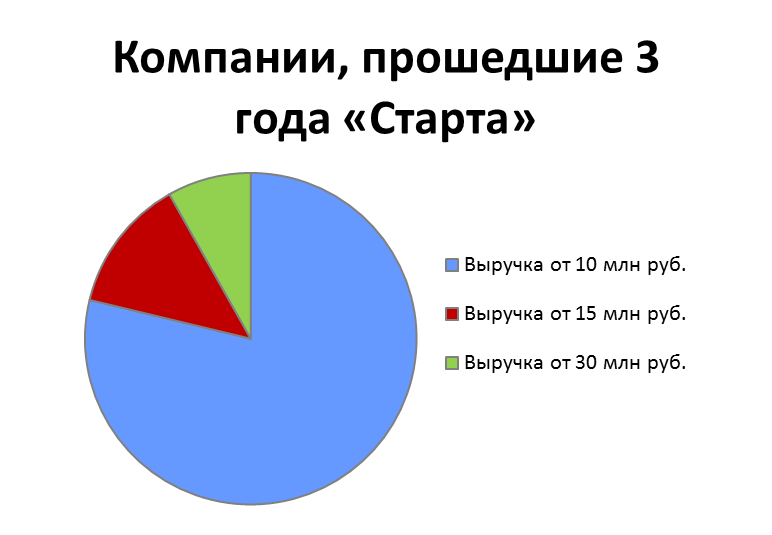 Компании, прошедшие 3
года «Старта»
Выручка от 10 млн руб.
Выручка от 15 млн руб.
Выручка от 30 млн руб.